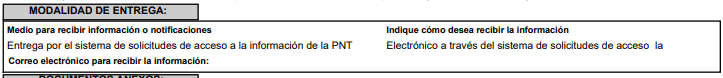 MODALIDAD DE ENTREGA:
Medio para recibir información o notificaciones Indique cómo desea recibir la información
Entrega por el sistema de solicitudes de acceso a la información de la PNT Electrónico a través del sistema de solicitudes de acceso la
Correo electrónico para recibir la información:
DOCUMENTOS ANEXOS: